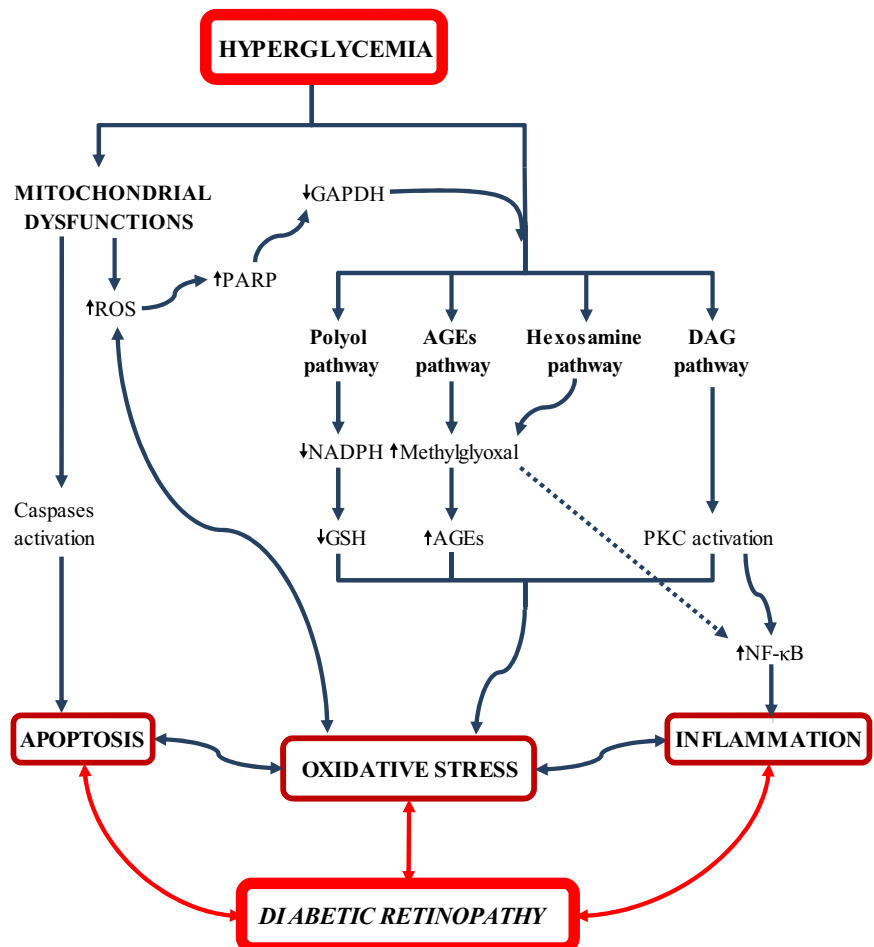 HYPERGLYCEMIA
MITOCHONDRIAL
DYSFUNCTIONS
↓GAPDH
↑PARP
↑ROS
Polyol
pathway
AGEs
pathway
Hexosamine
pathway
DAG
pathway
↓NADPH
↑Methylglyoxal
Caspases
activation
↓GSH
↑AGEs
PKC activation
↑NF-κB
APOPTOSIS
OXIDATIVE STRESS
INFLAMMATION
DIABETIC RETINOPATHY